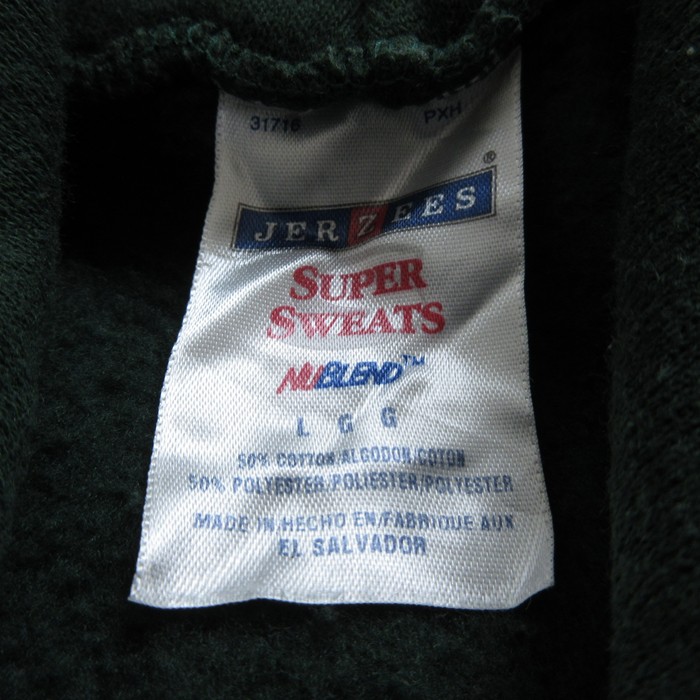 31716 PXH
®
JERZEES
SUPER
SWEATS
NUBLEND™
L G G
50% COTTON/ALGODON/COTON
50% POLYESTER/POLIESTER/POLYESTER
MADE IN/HECHO EN/FABRIQUE AUX
EL SALVADOR